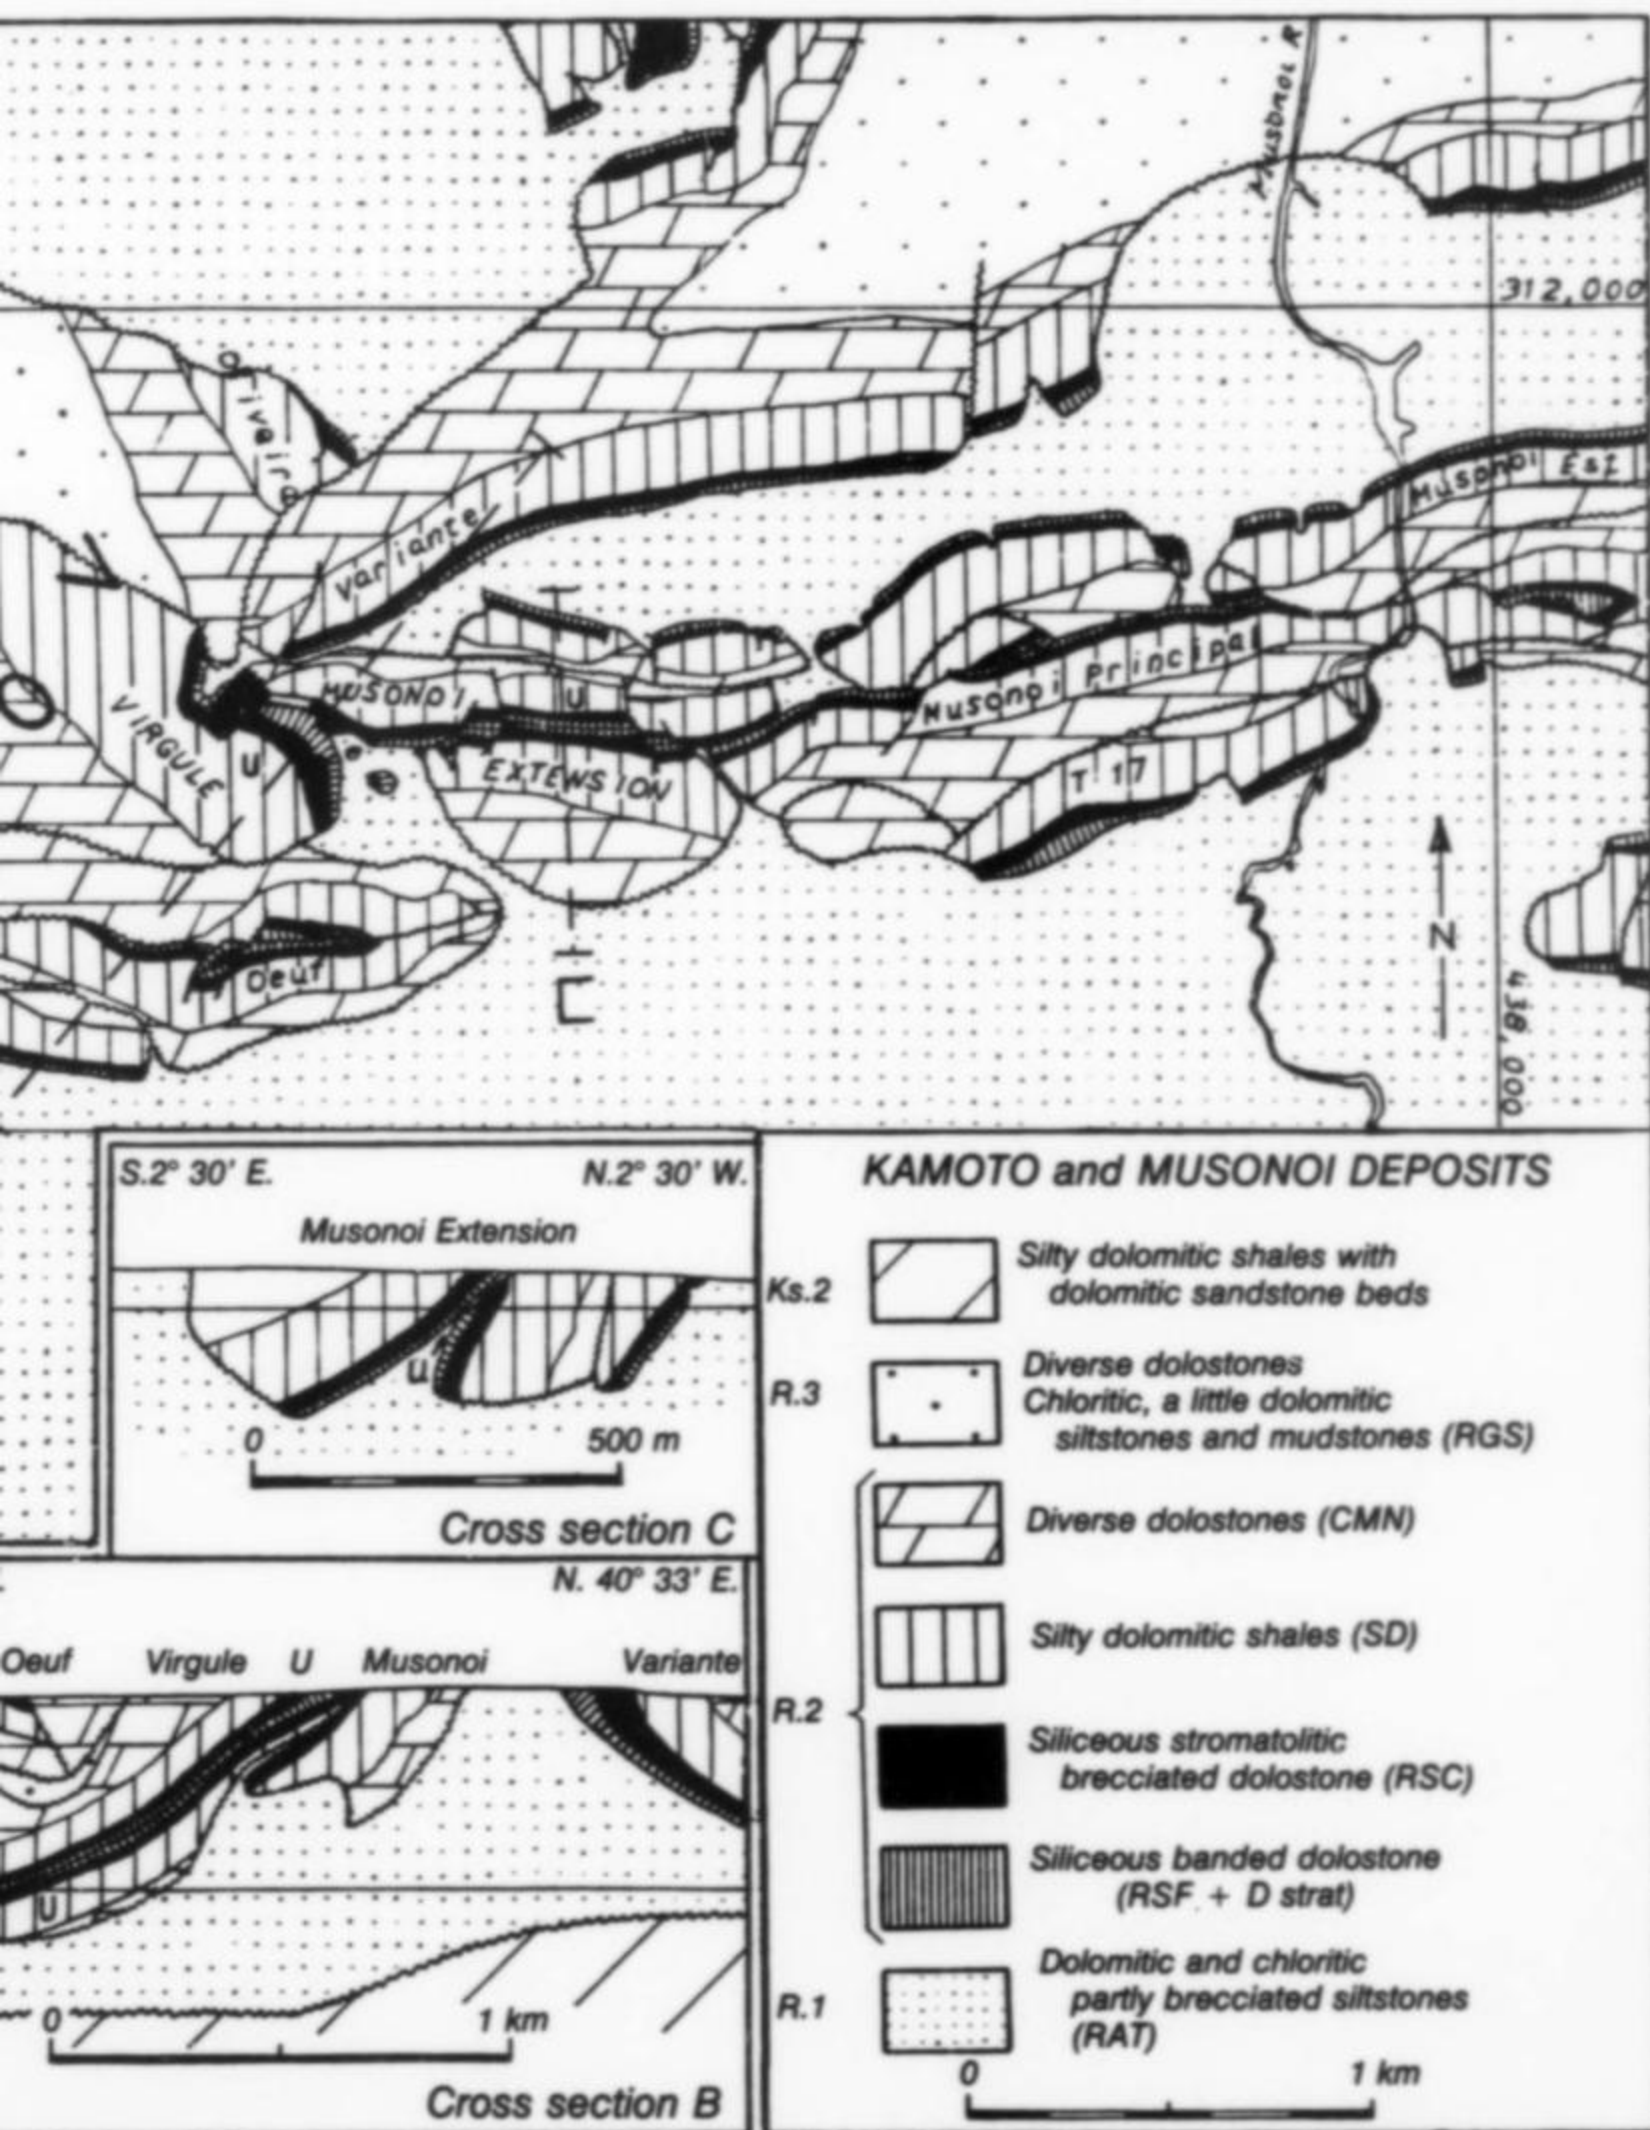 Musonoi R
312,000
Oriveira
Variante
Musonoi Est
VIRGULE
U
MUSONOI
U
EXTENSION
Musonoi Principal
T 17
Oeuf
N
438,000
C
S.2° 30' E.
N.2° 30' W.
Musonoi Extension
U
0
500 m
Cross section C
N. 40° 33' E.
Oeuf
Virgule
U
Musonoi
Variante
U
0
1 km
Cross section B
KAMOTO and MUSONOI DEPOSITS
Ks.2
Silty dolomitic shales with
dolomitic sandstone beds
R.3
Diverse dolostones
Chloritic, a little dolomitic
siltstones and mudstones (RGS)
R.2
Diverse dolostones (CMN)
Silty dolomitic shales (SD)
Siliceous stromatolitic
brecciated dolostone (RSC)
Siliceous banded dolostone
(RSF + D strat)
R.1
Dolomitic and chloritic
partly brecciated siltstones
(RAT)
0
1 km